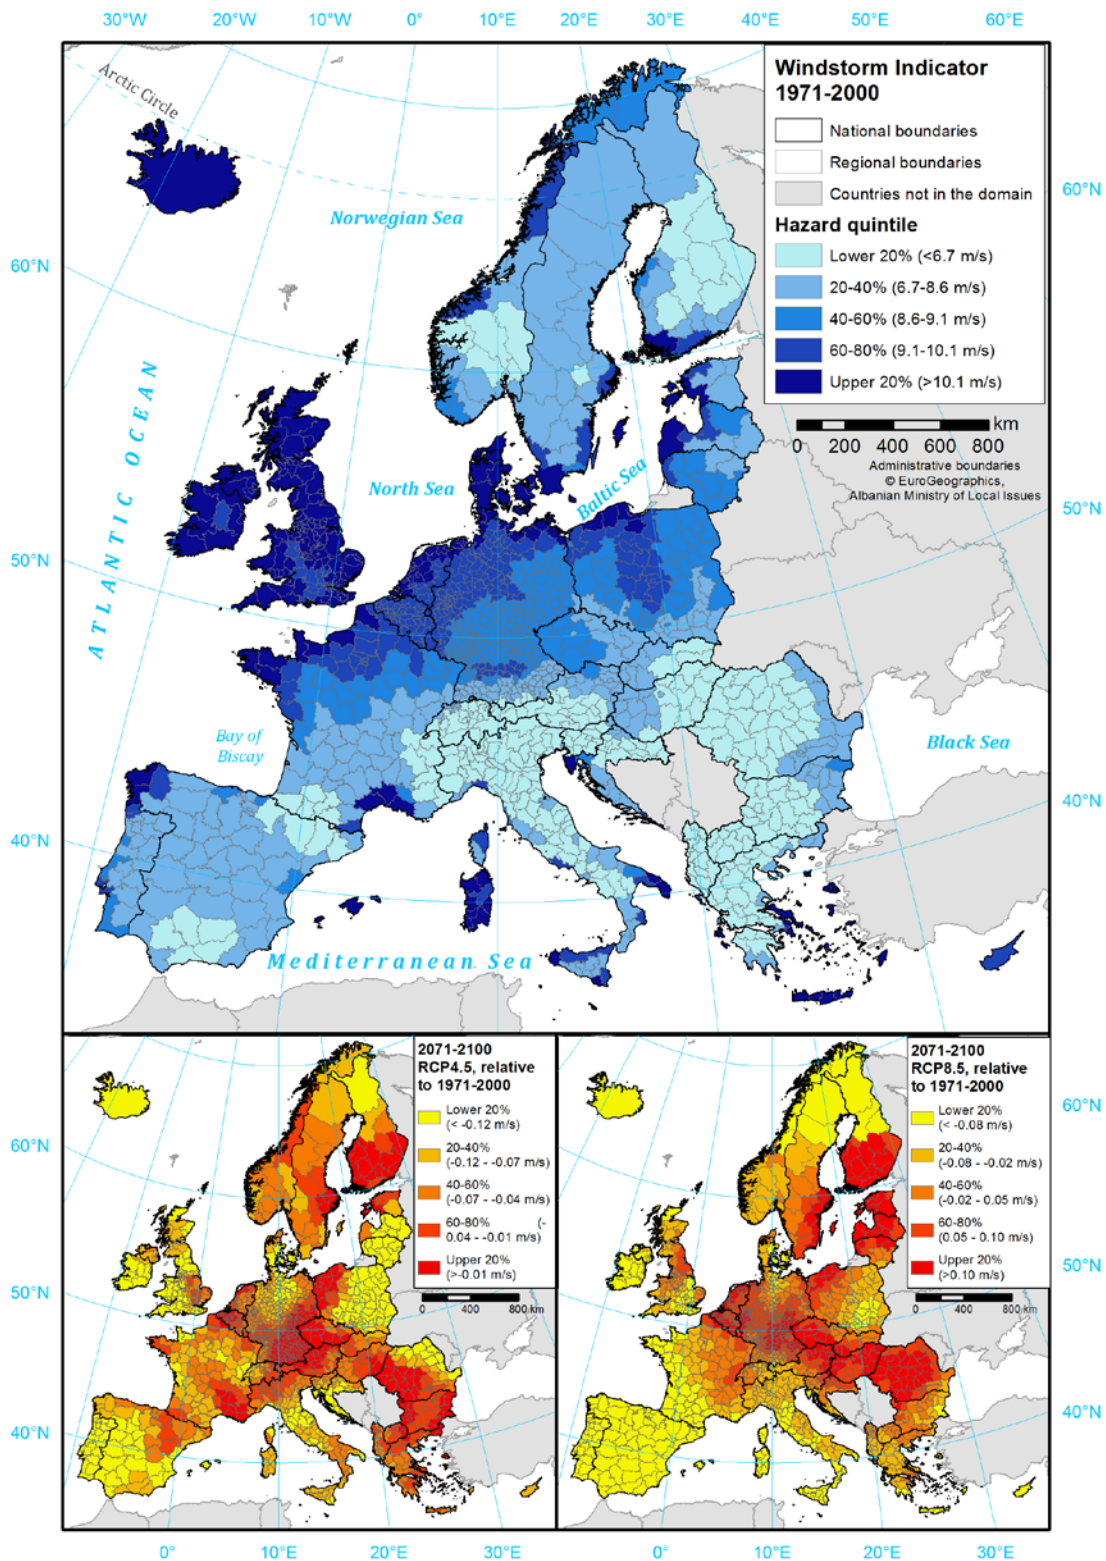 30°W 20°W 10°W 0° 10°E 20°E 30°E 40°E 60°E
Arctic Circle
Windstorm Indicator
1971-2000
National boundaries
Regional boundaries
Countries not in the domain
Hazard quintile
Lower 20% (<6.7 m/s)
20-40% (6.7-8.6 m/s)
40-60% (8.6-9.1 m/s)
60-80% (9.1-10.1 m/s)
Upper 20% (>10.1 m/s)
km
0 200 400 600 800
Administrative boundaries
© EuroGeographics,
Albanian Ministry of Local Issues
60°N
Norwegian Sea
60°N
ATLANTIC OCEAN
North Sea
Baltic Sea
50°N
50°N
Bay of
Biscay
Black Sea
40°N
40°N
Mediterranean Sea
2071-2100
RCP4.5, relative
to 1971-2000
Lower 20%
(< -0.12 m/s)
20-40%
(-0.12 - -0.07 m/s)
40-60%
(-0.07 - -0.04 m/s)
60-80% (-
0.04 - -0.01 m/s)
Upper 20%
(>-0.01 m/s)
0 400 800 km
2071-2100
RCP8.5, relative
to 1971-2000
Lower 20%
(< -0.08 m/s)
20-40%
(-0.08 - -0.02 m/s)
40-60%
(-0.02 - 0.05 m/s)
60-80%
(0.05 - 0.10 m/s)
Upper 20%
(>0.10 m/s)
0 400 800 km
60°N
60°N
50°N
50°N
40°N
40°N
0° 10°E 20°E 30°E 0° 10°E 20°E 30°E